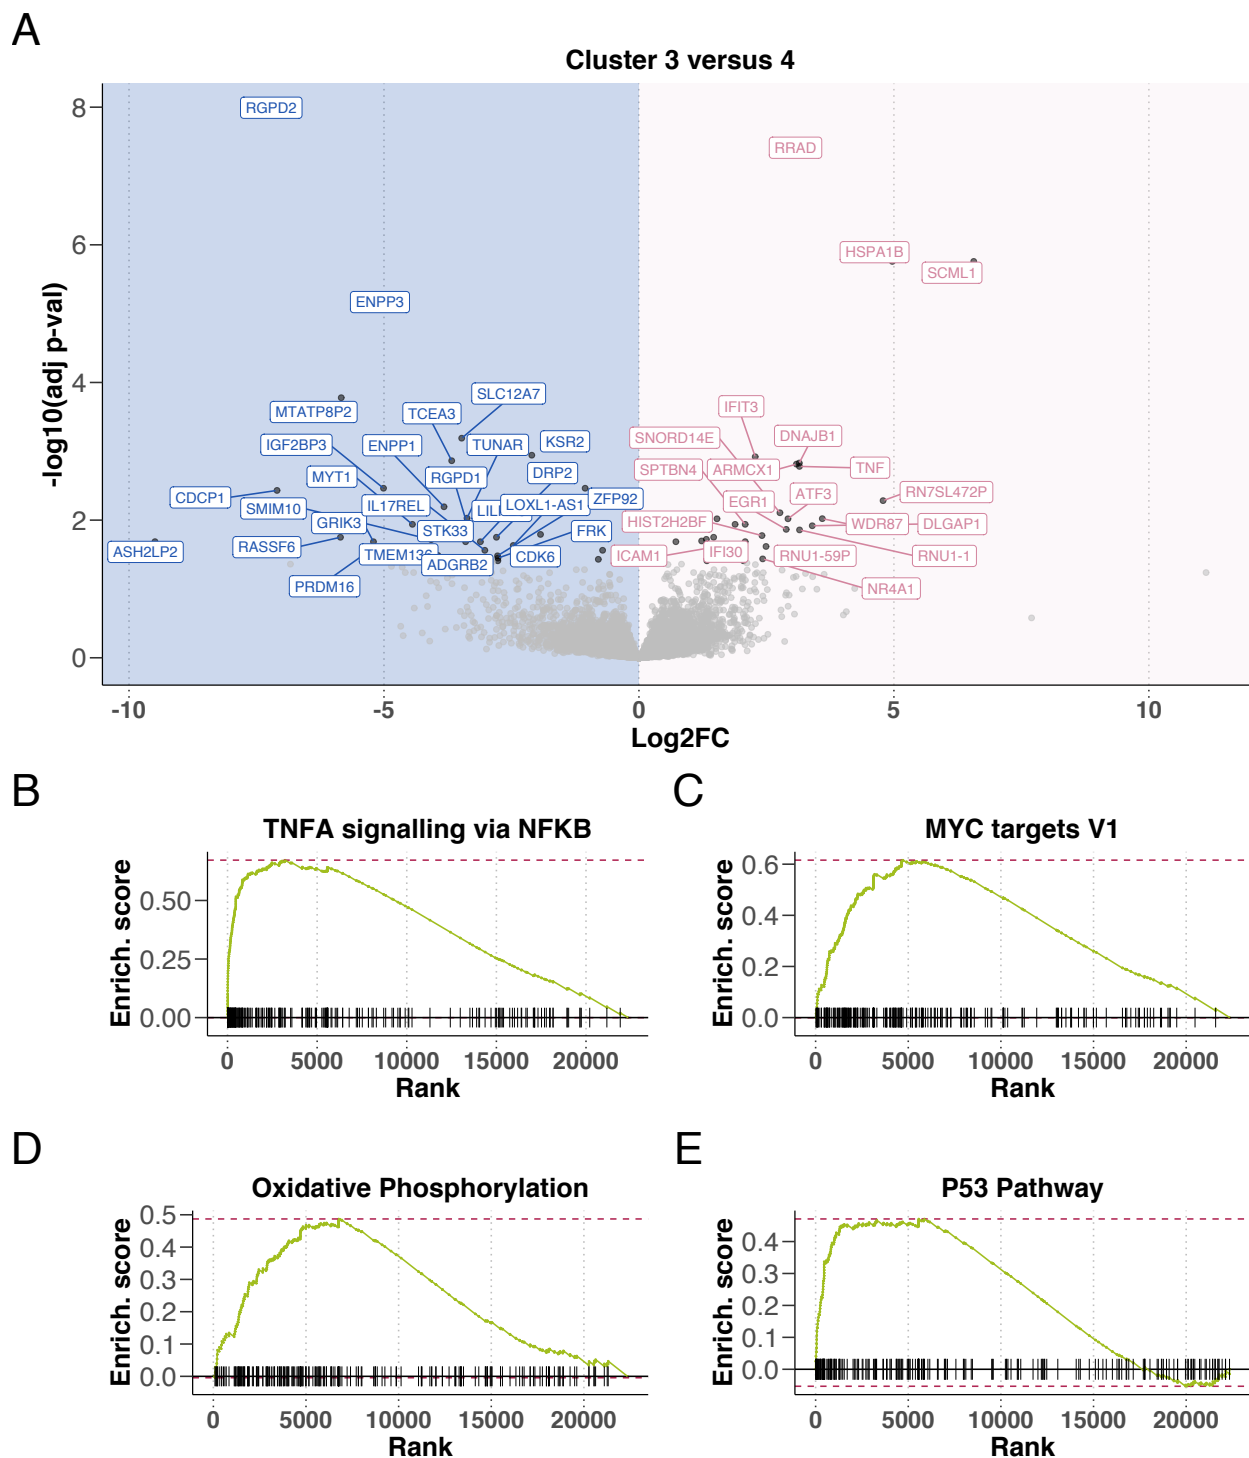 A
Cluster 3 versus 4
-log10(adj p-val)
8
6
4
2
0
RGPD2
RRAD
HSPA1B
SCML1
ENPP3
SLC12A7
MTATP8P2
TCEA3
IFIT3
IGF2BP3
ENPP1
TUNAR
KSR2
SNORD14E
DNAJB1
MYT1
RGPD1
DRP2
SPTBN4
ARMCX1
TNF
CDCP1
SMIM10
IL17REL
LOXL1-AS1
ZFP92
EGR1
ATF3
RN7SL472P
GRIK3
STK33
FRK
HIST2H2BF
WDR87
DLGAP1
ASH2LP2
RASSF6
ADGRB2
CDK6
ICAM1
IFI30
RNU1-59P
RNU1-1
PRDM16
NR4A1
-10
-5
0
5
10
Log2FC
B
TNFA signalling via NFKB
Enrich. score
0.50
0.25
0.00
0
5000
10000
15000
20000
Rank
C
MYC targets V1
Enrich. score
0.6
0.4
0.2
0.0
0
5000
10000
15000
20000
Rank
D
Oxidative Phosphorylation
Enrich. score
0.5
0.4
0.3
0.2
0.1
0.0
0
5000
10000
15000
20000
Rank
E
P53 Pathway
Enrich. score
0.4
0.3
0.2
0.1
0.0
0
5000
10000
15000
20000
Rank